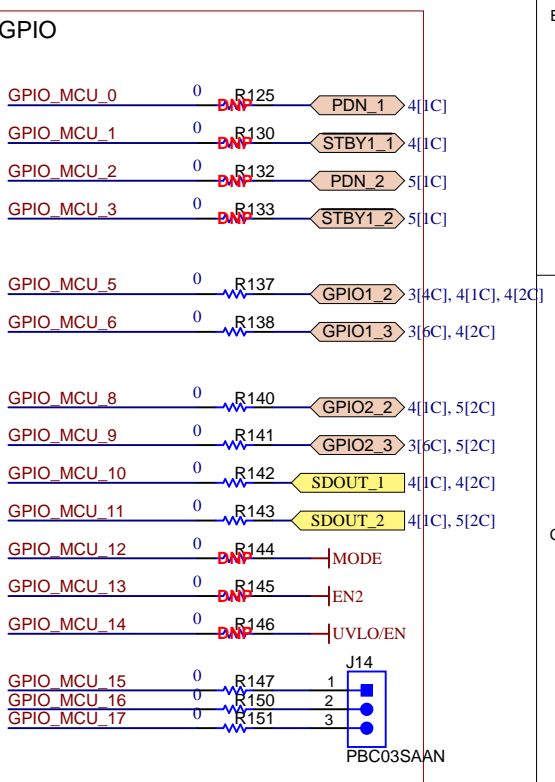 GPIO
GPIO_MCU_0 0 R125 DNP PDN_1 4[1C]
GPIO_MCU_1 0 R130 DNP STBY1_1 4[1C]
GPIO_MCU_2 0 R132 DNP PDN_2 5[1C]
GPIO_MCU_3 0 R133 DNP STBY1_2 5[1C]
GPIO_MCU_5 0 R137 GPIO1_2 3[4C], 4[1C], 4[2C]
GPIO_MCU_6 0 R138 GPIO1_3 3[6C], 4[2C]
GPIO_MCU_8 0 R140 GPIO2_2 4[1C], 5[2C]
GPIO_MCU_9 0 R141 GPIO2_3 3[6C], 5[2C]
GPIO_MCU_10 0 R142 SDOUT_1 4[1C], 4[2C]
GPIO_MCU_11 0 R143 SDOUT_2 4[1C], 5[2C]
GPIO_MCU_12 0 R144 DNP MODE
GPIO_MCU_13 0 R145 DNP EN2
GPIO_MCU_14 0 R146 DNP UVLO/EN
J14
GPIO_MCU_15 0 R147 1
GPIO_MCU_16 0 R150 2
GPIO_MCU_17 0 R151 3
PBC03SAAN